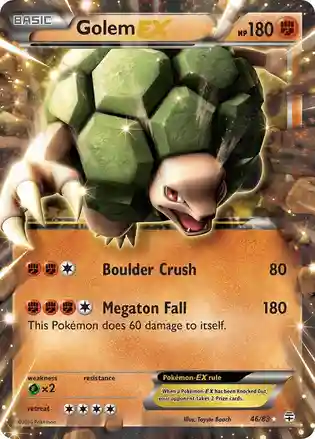 BASIC
Golem EX
HP 180
Boulder Crush 80
Megaton Fall 180
This Pokémon does 60 damage to itself.
weakness
resistance
×2
Pokémon-EX rule
When a Pokémon-EX has been Knocked Out,
your opponent takes 2 Prize cards.
retreat
Illus. Toyste Beach
46/83